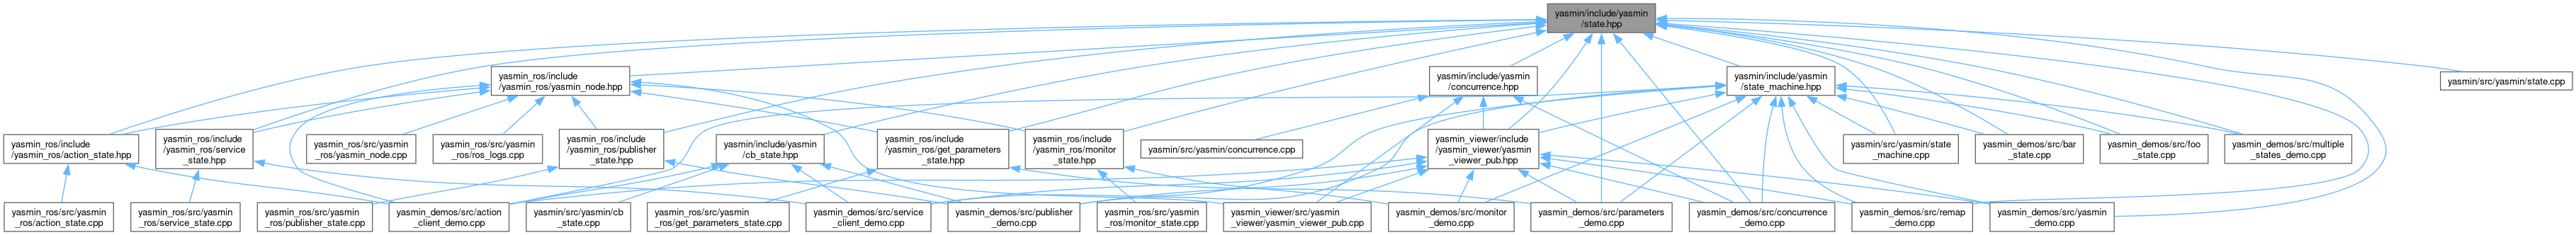 yasmin/include/yasmin
/state.hpp
yasmin_ros/include
/yasmin_ros/yasmin_node.hpp
yasmin/include/yasmin
/concurrence.hpp
yasmin/include/yasmin
/state_machine.hpp
yasmin/src/yasmin/state.cpp
yasmin_ros/include
/yasmin_ros/action_state.hpp
yasmin_ros/include
/yasmin_ros/service
_state.hpp
yasmin_ros/src/yasmin
_ros/yasmin_node.cpp
yasmin_ros/src/yasmin
_ros/ros_logs.cpp
yasmin_ros/include
/yasmin_ros/publisher
_state.hpp
yasmin/include/yasmin
/cb_state.hpp
yasmin_ros/include
/yasmin_ros/get_parameters
_state.hpp
yasmin_ros/include
/yasmin_ros/monitor
_state.hpp
yasmin/src/yasmin/concurrence.cpp
yasmin_viewer/include
/yasmin_viewer/yasmin
_viewer_pub.hpp
yasmin/src/yasmin/state
_machine.cpp
yasmin_demos/src/bar
_state.cpp
yasmin_demos/src/foo
_state.cpp
yasmin_demos/src/multiple
_states_demo.cpp
yasmin_ros/src/yasmin
_ros/action_state.cpp
yasmin_ros/src/yasmin
_ros/service_state.cpp
yasmin_ros/src/yasmin
_ros/publisher_state.cpp
yasmin_demos/src/action
_client_demo.cpp
yasmin/src/yasmin/cb
_state.cpp
yasmin_ros/src/yasmin
_ros/get_parameters_state.cpp
yasmin_demos/src/service
_client_demo.cpp
yasmin_demos/src/publisher
_demo.cpp
yasmin_ros/src/yasmin
_ros/monitor_state.cpp
yasmin_viewer/src/yasmin
_viewer/yasmin_viewer_pub.cpp
yasmin_demos/src/monitor
_demo.cpp
yasmin_demos/src/parameters
_demo.cpp
yasmin_demos/src/concurrence
_demo.cpp
yasmin_demos/src/remap
_demo.cpp
yasmin_demos/src/yasmin
_demo.cpp